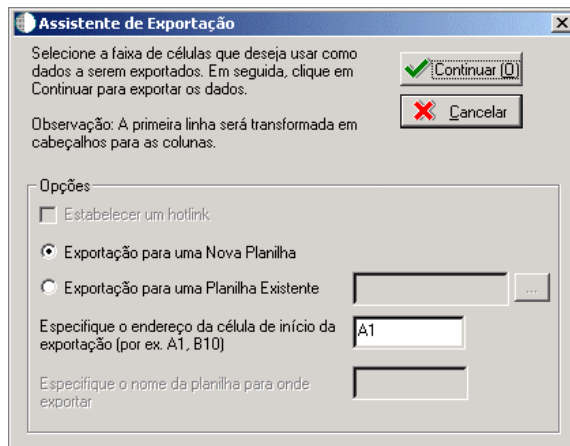 Assistente de Exportação
Selecione a faixa de células que deseja usar como
dados a serem exportados. Em seguida, clique em
Continuar para exportar os dados.
Continuar (O)
Cancelar
Observação: A primeira linha será transformada em
cabeçalhos para as colunas.
Opções
Estabelecer um hotlink
Exportação para uma Nova Planilha
Exportação para uma Planilha Existente
...
Especifique o endereço da célula de início da
exportação (por ex. A1, B10)
A1
Especifique o nome da planilha para onde
exportar